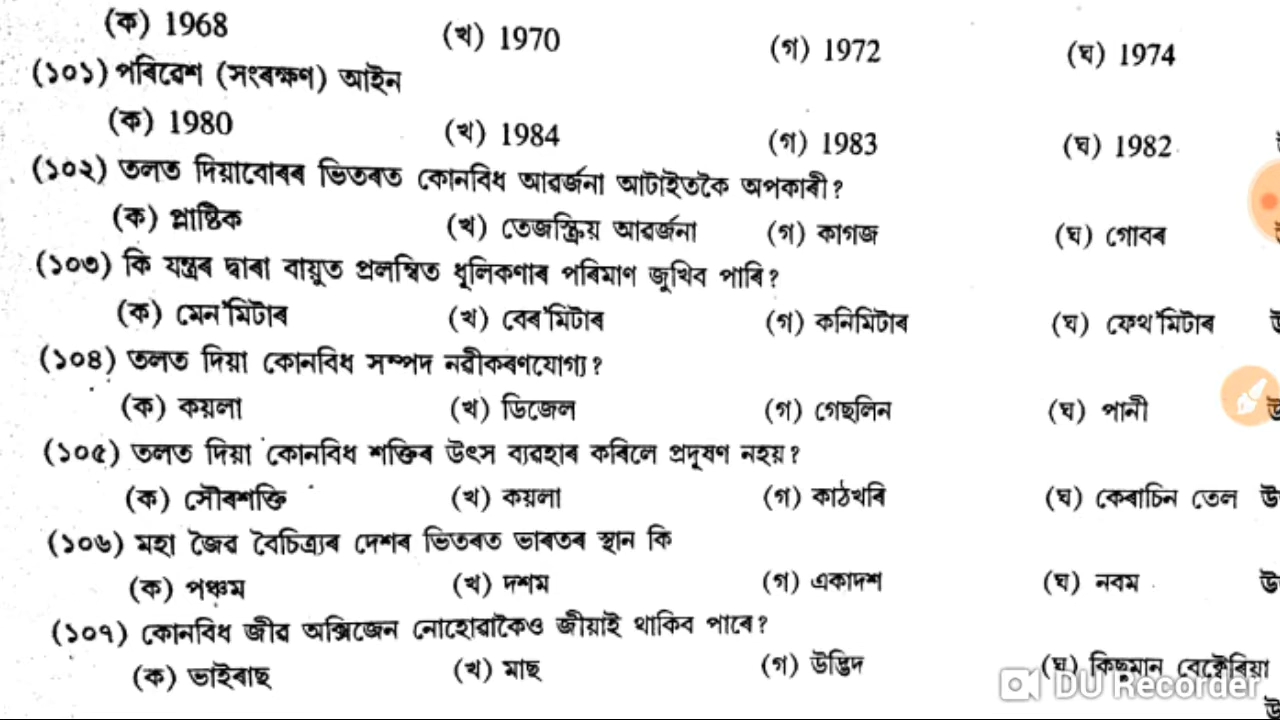 (ক) 1968 (খ) 1970 (গ) 1972 (ঘ) 1974
(১০১) পৰিৱেশ (সংৰক্ষণ) আইন
(ক) 1980 (খ) 1984 (গ) 1983 (ঘ) 1982
(১০২) তলত দিয়াবোৰৰ ভিতৰত কোনবিধ আৱৰ্জনা আটাইতকৈ অপকাৰী?
(ক) প্লাষ্টিক (খ) তেজস্ক্ৰিয় আৱৰ্জনা (গ) কাগজ (ঘ) গোবৰ
(১০৩) কি যন্ত্ৰৰ দ্বাৰা বায়ুত প্ৰলম্বিত ধূলিকণাৰ পৰিমাণ জুখিব পাৰি?
(ক) মেন'মিটাৰ (খ) বেৰ'মিটাৰ (গ) কনিমিটাৰ (ঘ) ফেথ'মিটাৰ
(১০৪) তলত দিয়া কোনবিধ সম্পদ নৱীকৰণযোগ্য?
(ক) কয়লা (খ) ডিজেল (গ) গেছলিন (ঘ) পানী
(১০৫) তলত দিয়া কোনবিধ শক্তিৰ উৎস ব্যৱহাৰ কৰিলে প্ৰদূষণ নহয়?
(ক) সৌৰশক্তি (খ) কয়লা (গ) কাঠখৰি (ঘ) কেৰাচিন তেল
(১০৬) মহা জৈৱ বৈচিত্ৰ্যৰ দেশৰ ভিতৰত ভাৰতৰ স্থান কি
(ক) পঞ্চম (খ) দশম (গ) একাদশ (ঘ) নবম
(১০৭) কোনবিধ জীৱ অক্সিজেন নোহোৱাকৈও জীয়াই থাকিব পাৰে?
(ক) ভাইৰাছ (খ) মাছ (গ) উদ্ভিদ (ঘ) কিছুমান বেক্টেৰিয়া
DU Recorder